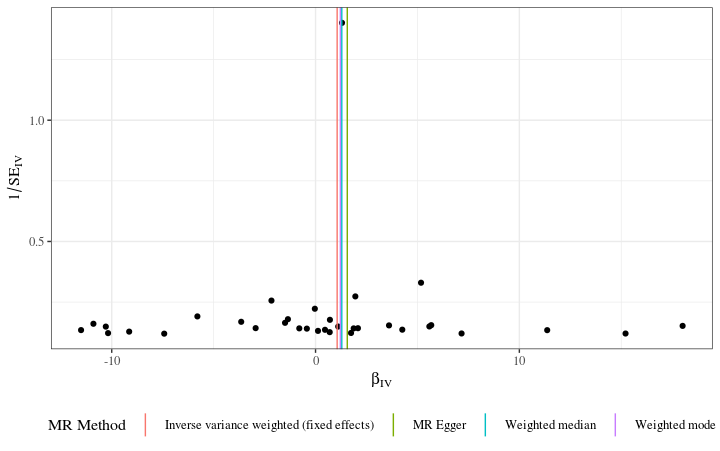 1.0
0.5
1/SE_IV
-10 0 10
β_IV
MR Method Inverse variance weighted (fixed effects) MR Egger Weighted median Weighted mode